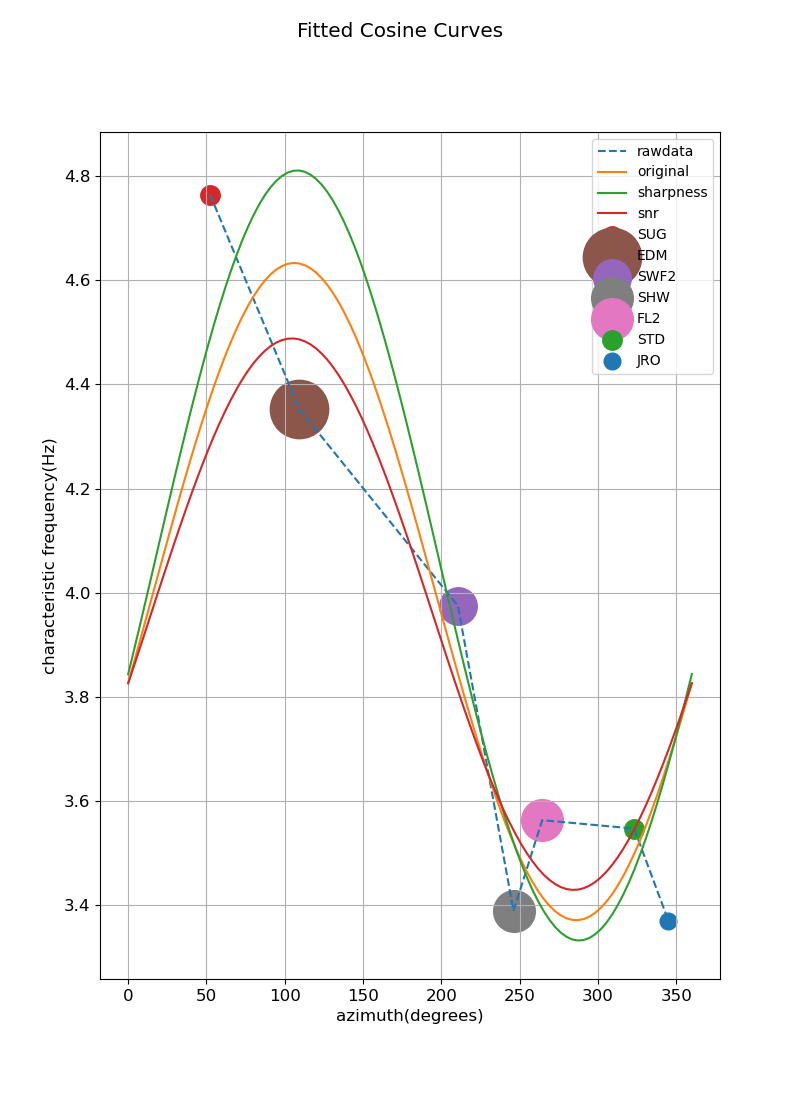 Fitted Cosine Curves
characteristic frequency(Hz)
4.8
4.6
4.4
4.2
4.0
3.8
3.6
3.4
rawdata
original
sharpness
snr
SUG
EDM
SWF2
SHW
FL2
STD
JRO
0 50 100 150 200 250 300 350
azimuth(degrees)